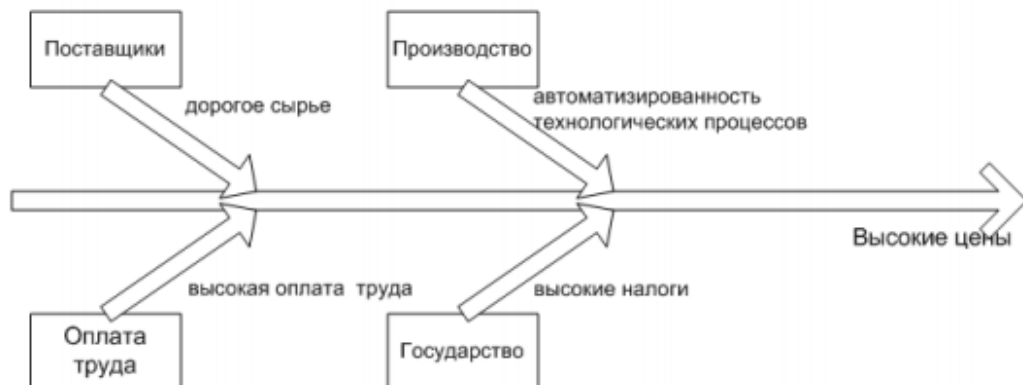 Поставщики
Производство
дорогое сырье
автоматизированность
технологических процессов
Высокие цены
высокая оплата труда
высокие налоги
Оплата
труда
Государство